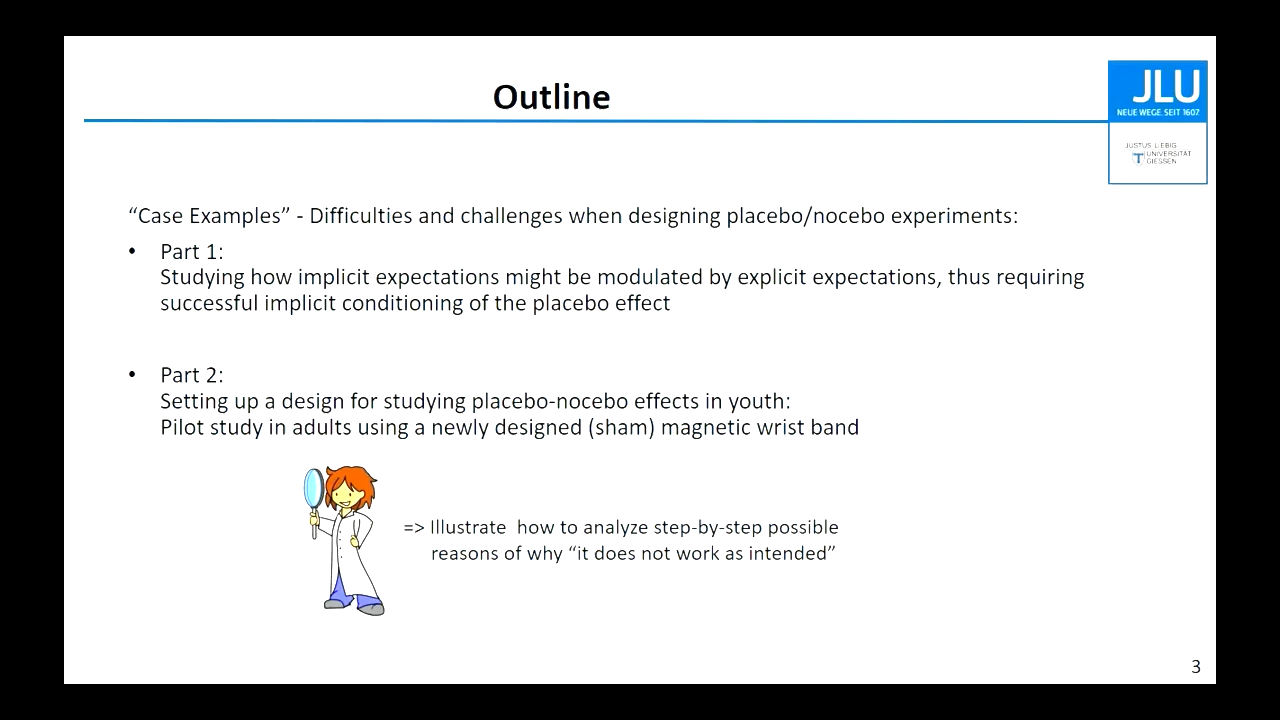 Outline
JLU
NEUE WEGE. SEIT 1607
JUSTUS LIEBIG
UNIVERSITÄT
GIESSEN
“Case Examples” - Difficulties and challenges when designing placebo/nocebo experiments:
• Part 1:
Studying how implicit expectations might be modulated by explicit expectations, thus requiring
successful implicit conditioning of the placebo effect
• Part 2:
Setting up a design for studying placebo-nocebo effects in youth:
Pilot study in adults using a newly designed (sham) magnetic wrist band
=> Illustrate how to analyze step-by-step possible
reasons of why “it does not work as intended”
3